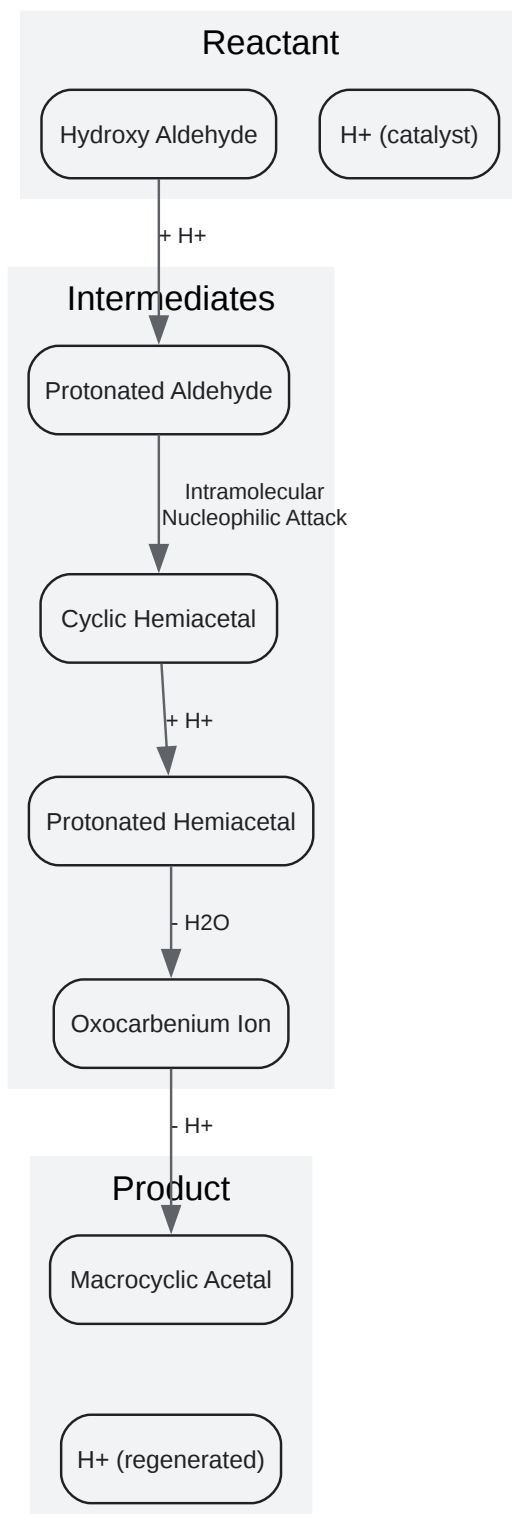 Reactant
Hydroxy Aldehyde
H+ (catalyst)
+ H+
Intermediates
Protonated Aldehyde
Intramolecular
Nucleophilic Attack
Cyclic Hemiacetal
+ H+
Protonated Hemiacetal
- H2O
Oxocarbenium Ion
- H+
Product
Macrocyclic Acetal
H+ (regenerated)